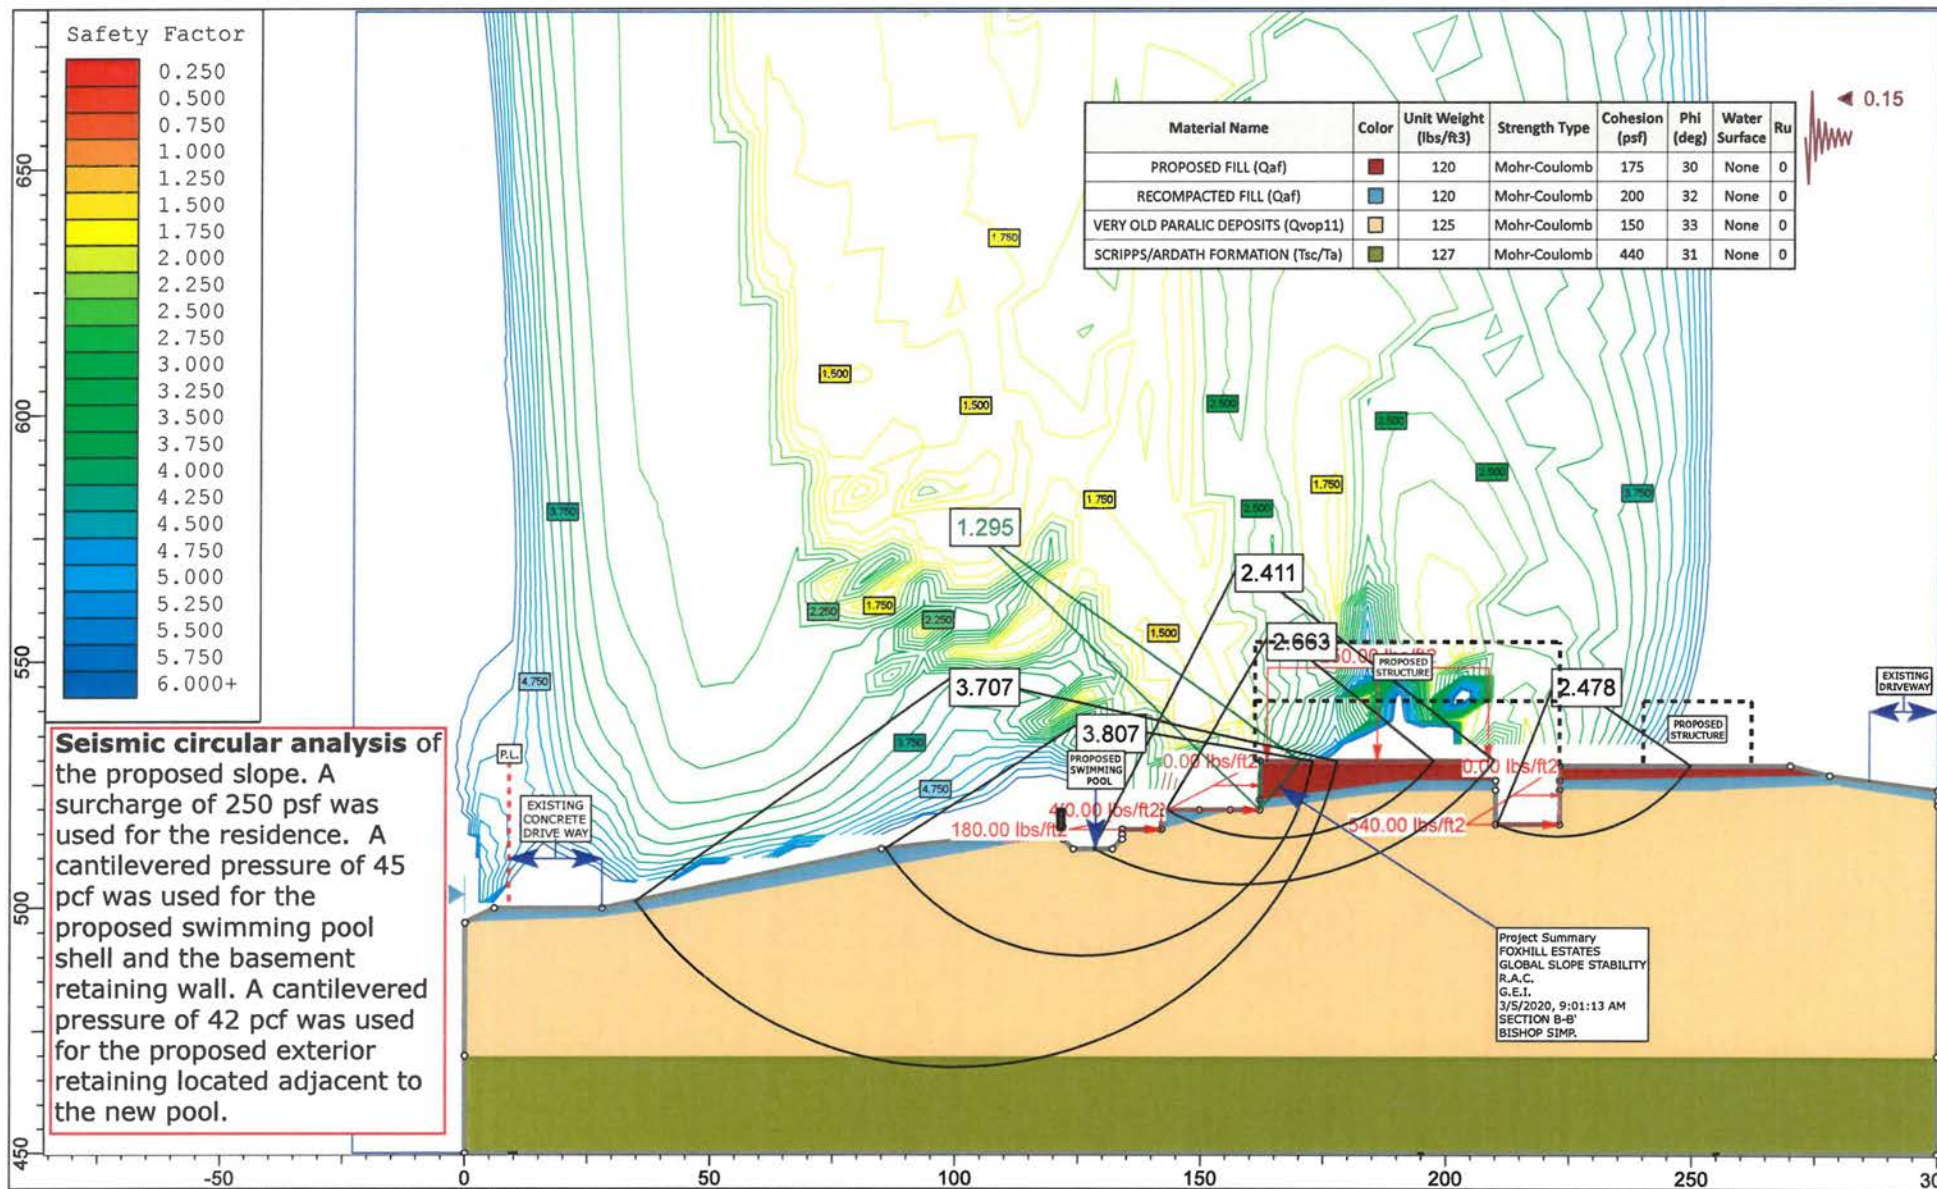 Safety Factor
0.250
0.500
0.750
1.000
1.250
1.500
1.750
2.000
2.250
2.500
2.750
3.000
3.250
3.500
3.750
4.000
4.250
4.500
4.750
5.000
5.250
5.500
5.750
6.000+
Material Name Color Unit Weight (lbs/ft3) Strength Type Cohesion (psf) Phi (deg) Water Surface Ru
PROPOSED FILL (Qaf) 120 Mohr-Coulomb 175 30 None 0
RECOMPACTED FILL (Qaf) 120 Mohr-Coulomb 200 32 None 0
VERY OLD PARALIC DEPOSITS (Qvop11) 125 Mohr-Coulomb 150 33 None 0
SCRIPPS/ARDATH FORMATION (Tsc/Ta) 127 Mohr-Coulomb 440 31 None 0
0.15
1.750
1.500
1.500
2.500
2.500
2.500
3.750
1.750
1.750
2.500
3.750
1.295
2.411
2.250
1.750
2.250
1.500
2.663
3.707
3.807
2.478
4.750
3.750
4.750
PROPOSED
STRUCTURE
PROPOSED
STRUCTURE
EXISTING
DRIVEWAY
PROPOSED
SWIMMING
POOL
P.L.
EXISTING
CONCRETE
DRIVE WAY
0.00 lbs/ft2
0.00 lbs/ft2
180.00 lbs/ft2
540.00 lbs/ft2
Seismic circular analysis of
the proposed slope. A
surcharge of 250 psf was
used for the residence. A
cantilevered pressure of 45
pcf was used for the
proposed swimming pool
shell and the basement
retaining wall. A cantilevered
pressure of 42 pcf was used
for the proposed exterior
retaining located adjacent to
the new pool.
Project Summary
FOXHILL ESTATES
GLOBAL SLOPE STABILITY
R.A.C.
G.E.I.
3/5/2020, 9:01:13 AM
SECTION B-B'
BISHOP SIMP.
650
600
550
500
450
-50 0 50 100 150 200 250 30